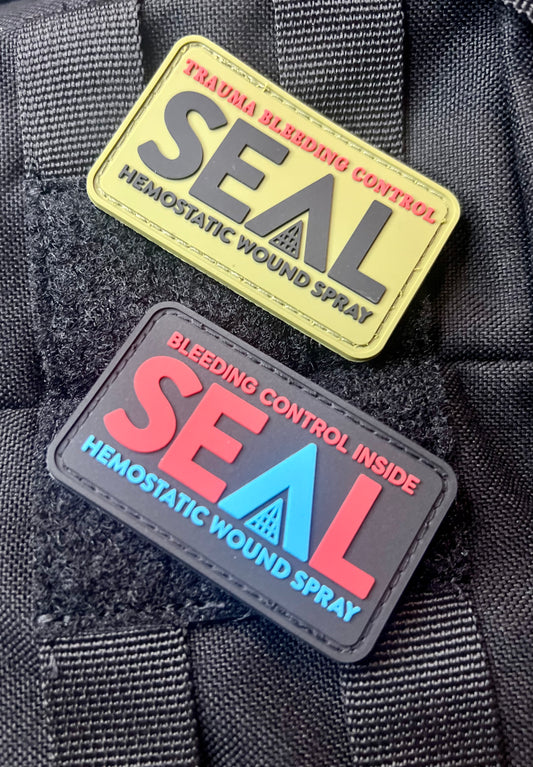 TRAUMA BLEEDING CONTROL
SEAL
HEMOSTATIC WOUND SPRAY
BLEEDING CONTROL INSIDE
SEAL
HEMOSTATIC WOUND SPRAY